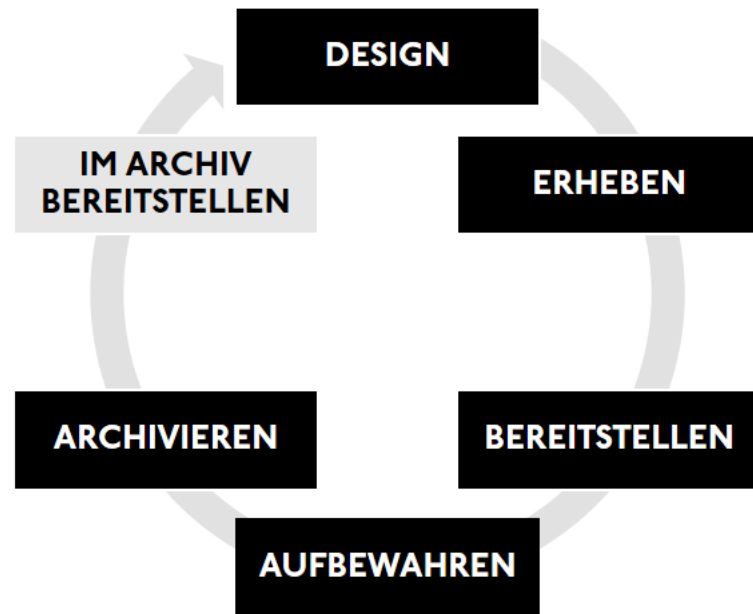 DESIGN
ERHEBEN
BEREITSTELLEN
AUFBEWAHREN
ARCHIVIEREN
IM ARCHIV
BEREITSTELLEN